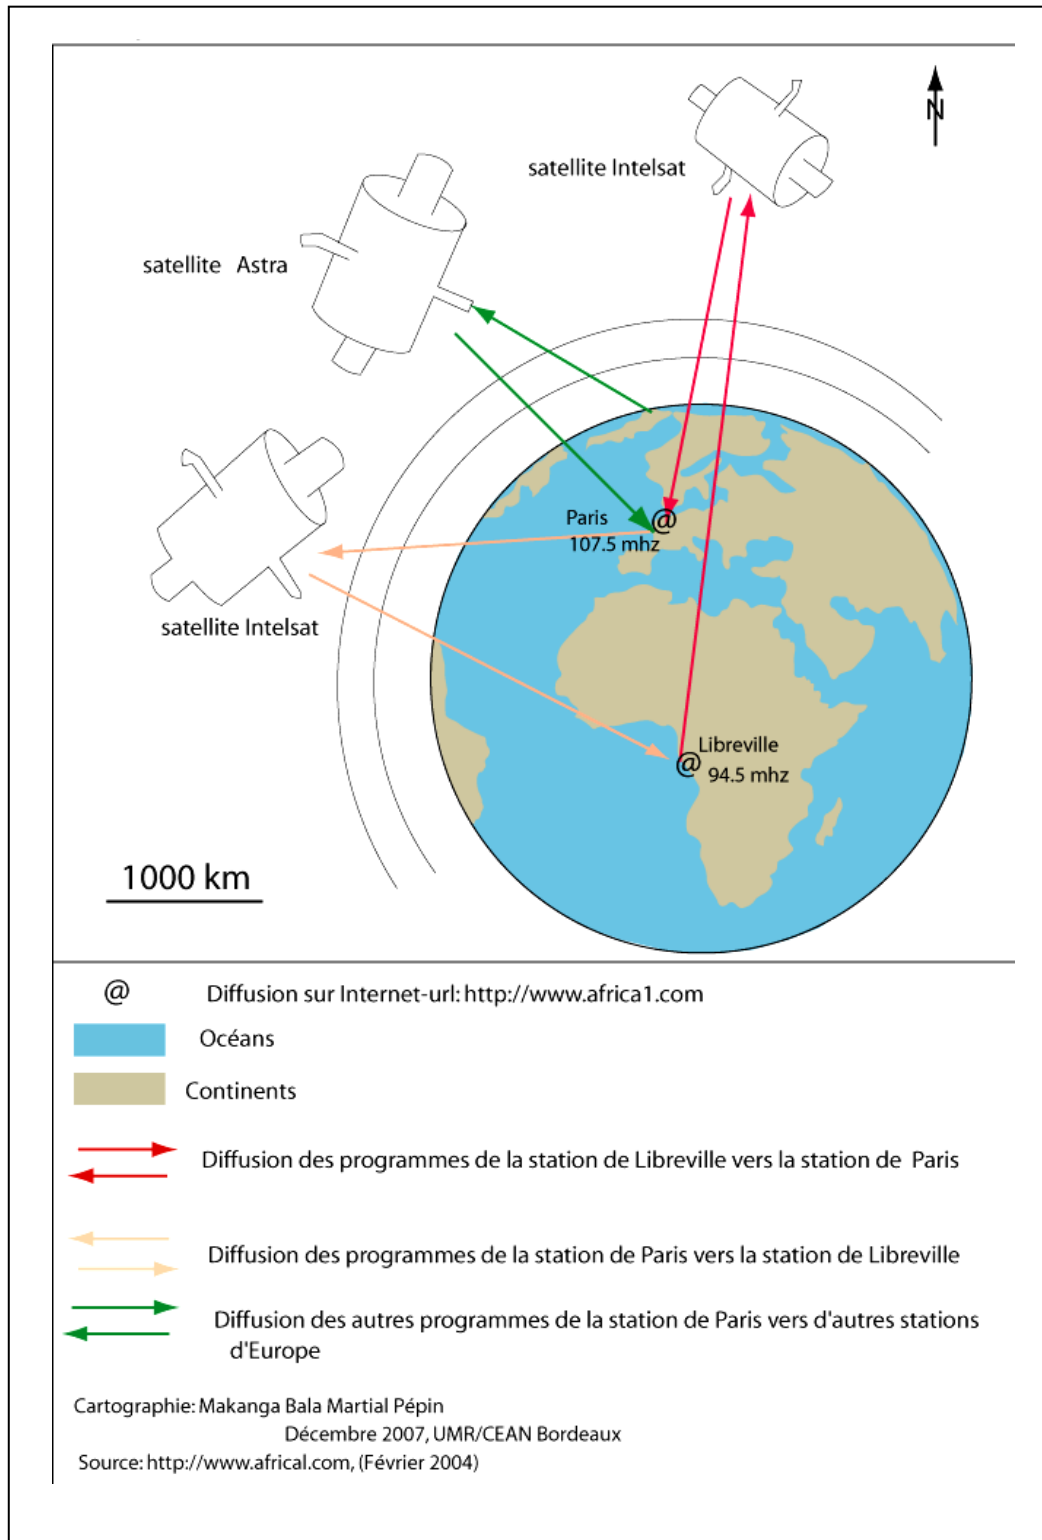 N
satellite Intelsat
satellite Astra
Paris
@
107.5 mhz
satellite Intelsat
Libreville
@
94.5 mhz
1000 km
@ Diffusion sur Internet-url: http://www.africa1.com
Océans
Continents
Diffusion des programmes de la station de Libreville vers la station de Paris
Diffusion des programmes de la station de Paris vers la station de Libreville
Diffusion des autres programmes de la station de Paris vers d'autres stations
d'Europe
Cartographie: Makanga Bala Martial Pépin
Décembre 2007, UMR/CEAN Bordeaux
Source: http://www.africal.com, (Février 2004)